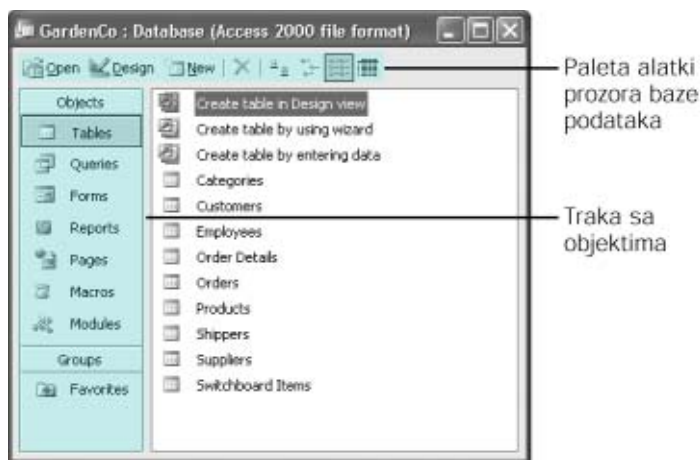 GardenCo : Database (Access 2000 file format)
Open Design New
Objects
Tables
Queries
Forms
Reports
Pages
Macros
Modules
Groups
Favorites
Create table in Design view
Create table by using wizard
Create table by entering data
Categories
Customers
Employees
Order Details
Orders
Products
Shippers
Suppliers
Switchboard Items
Paleta alatki
prozora baze
podataka
Traka sa
objektima